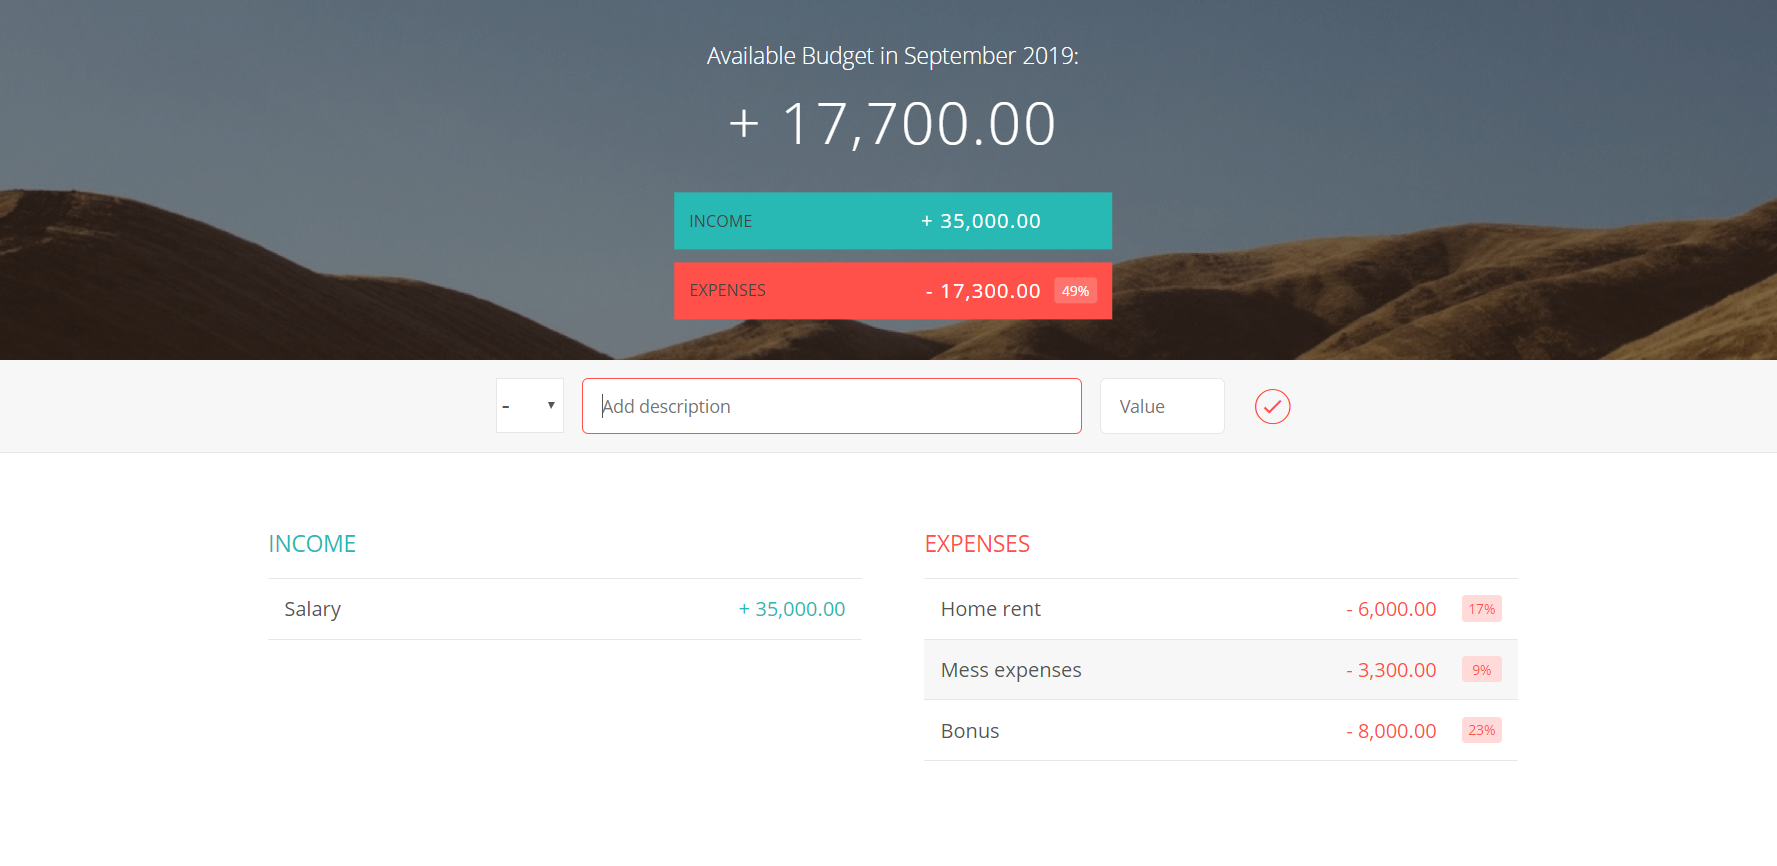 Available Budget in September 2019:
+ 17,700.00
INCOME + 35,000.00
EXPENSES - 17,300.00 49%
- Add description Value
INCOME
Salary + 35,000.00
EXPENSES
Home rent - 6,000.00 17%
Mess expenses - 3,300.00 9%
Bonus - 8,000.00 23%